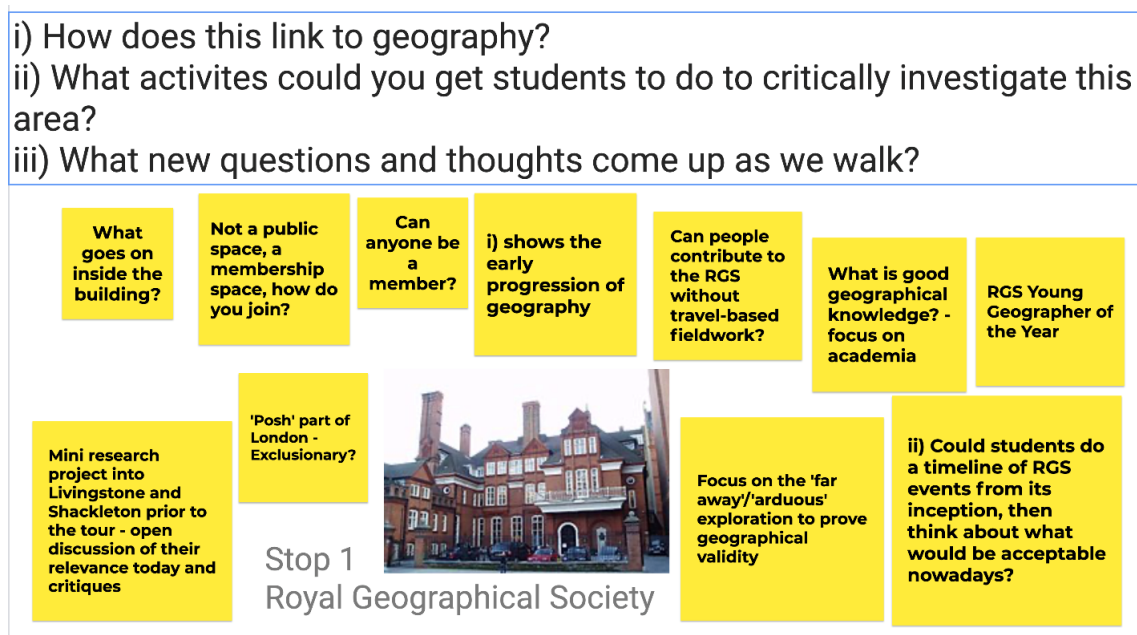 i) How does this link to geography?
ii) What activites could you get students to do to critically investigate this
area?
iii) What new questions and thoughts come up as we walk?
What
goes on
inside the
building?
Not a public
space, a
membership
space, how do
you join?
Can
anyone be
a
member?
i) shows the
early
progression of
geography
Can people
contribute to
the RGS
without
travel-based
fieldwork?
What is good
geographical
knowledge? -
focus on
academia
RGS Young
Geographer of
the Year
Mini research
project into
Livingstone and
Shackleton prior to
the tour - open
discussion of their
relevance today and
critiques
'Posh' part of
London -
Exclusionary?
Stop 1
Royal Geographical Society
Focus on the 'far
away'/'arduous'
exploration to prove
geographical
validity
ii) Could students do
a timeline of RGS
events from its
inception, then
think about what
would be acceptable
nowadays?